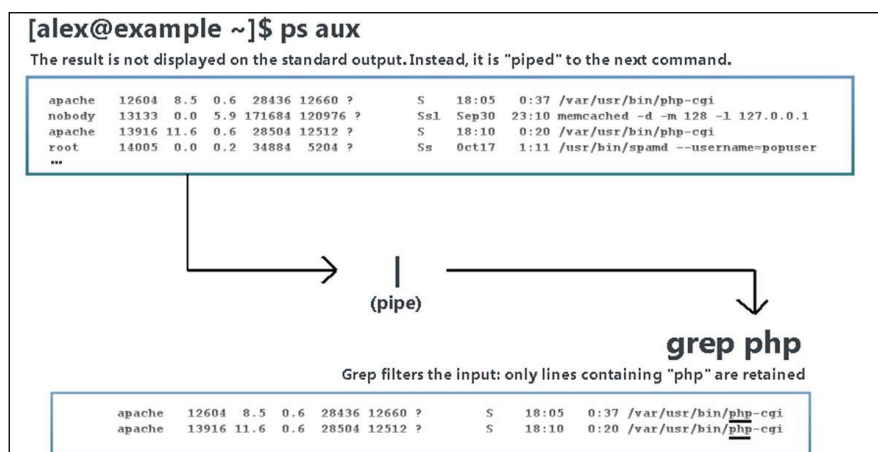 [alex@example ~]$ ps aux
The result is not displayed on the standard output. Instead, it is "piped" to the next command.
apache 12604 8.5 0.6 28436 12660 ? S 18:05 0:37 /var/usr/bin/php-cgi
nobody 13133 0.0 5.9 171684 120976 ? Ssl Sep30 23:10 memcached -d -m 128 -l 127.0.0.1
apache 13916 11.6 0.6 28504 12512 ? S 18:10 0:20 /var/usr/bin/php-cgi
root 14005 0.0 0.2 34884 5204 ? Ss Oct17 1:11 /usr/bin/spamd --username=popuser
...
|
(pipe)
grep php
Grep filters the input: only lines containing "php" are retained
apache 12604 8.5 0.6 28436 12660 ? S 18:05 0:37 /var/usr/bin/php-cgi
apache 13916 11.6 0.6 28504 12512 ? S 18:10 0:20 /var/usr/bin/php-cgi